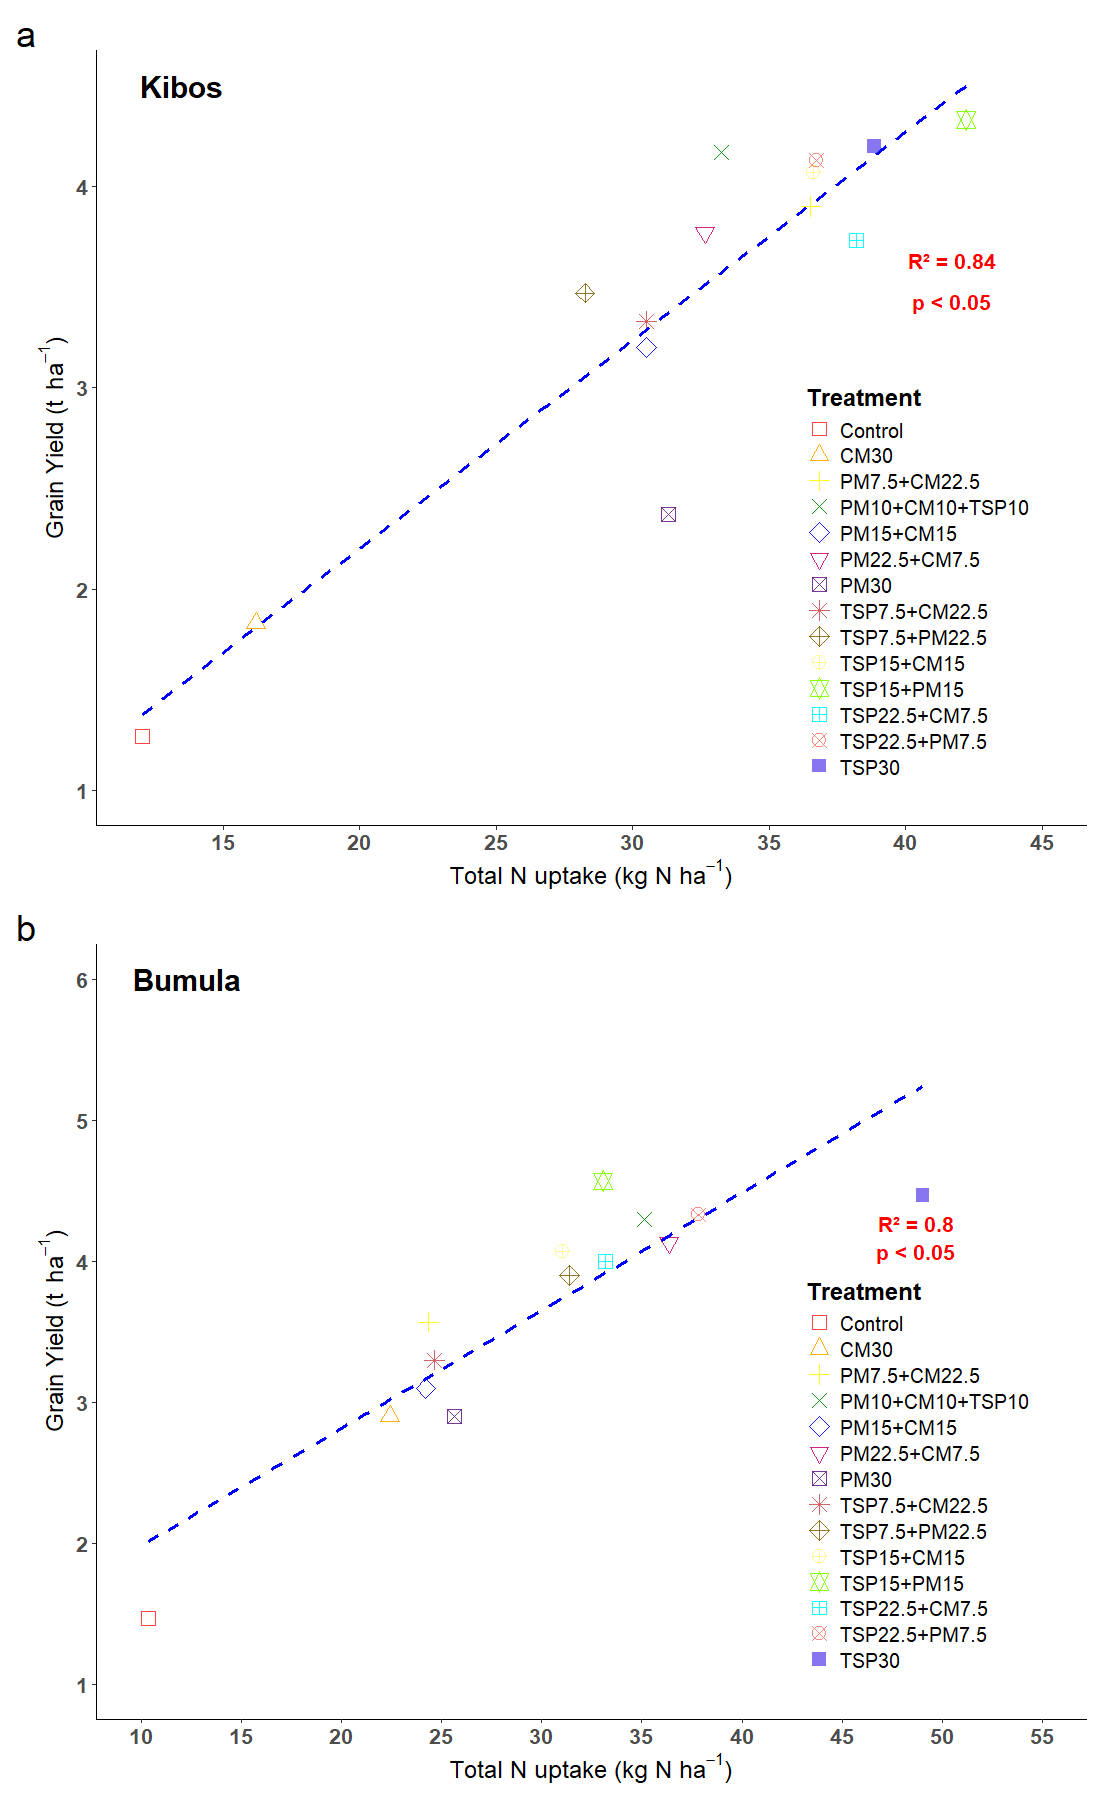 a
Kibos
4
3
2
1
Grain Yield (t ha⁻¹)
R² = 0.84
p < 0.05
Treatment
Control
CM30
PM7.5+CM22.5
PM10+CM10+TSP10
PM15+CM15
PM22.5+CM7.5
PM30
TSP7.5+CM22.5
TSP7.5+PM22.5
TSP15+CM15
TSP15+PM15
TSP22.5+CM7.5
TSP22.5+PM7.5
TSP30
15 20 25 30 35 40 45
Total N uptake (kg N ha⁻¹)
b
Bumula
6
5
4
3
2
1
Grain Yield (t ha⁻¹)
R² = 0.8
p < 0.05
Treatment
Control
CM30
PM7.5+CM22.5
PM10+CM10+TSP10
PM15+CM15
PM22.5+CM7.5
PM30
TSP7.5+CM22.5
TSP7.5+PM22.5
TSP15+CM15
TSP15+PM15
TSP22.5+CM7.5
TSP22.5+PM7.5
TSP30
10 15 20 25 30 35 40 45 50 55
Total N uptake (kg N ha⁻¹)